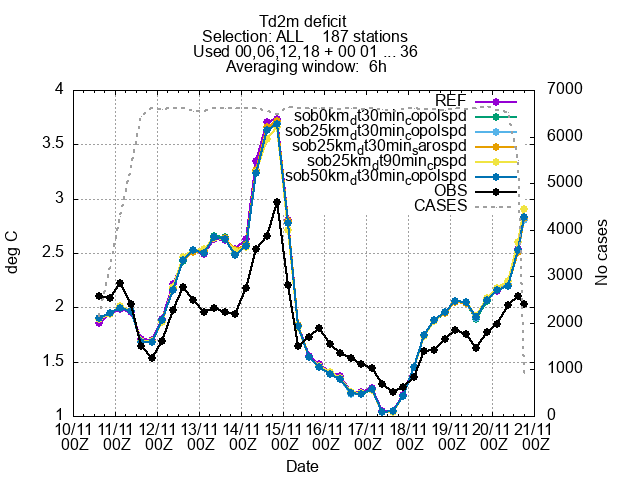 Td2m deficit
Selection: ALL    187 stations
Used 00,06,12,18 + 00 01 ... 36
Averaging window:  6h
4
3.5
3
2.5
2
1.5
1
deg C
7000
6000
5000
4000
3000
2000
1000
0
No cases
REF
sob0km_dt30min_copolspd
sob25km_dt30min_copolspd
sob25km_dt30min_sarospd
sob25km_dt90min_cpspd
sob50km_dt30min_copolspd
OBS
CASES
10/11 11/11 12/11 13/11 14/11 15/11 16/11 17/11 18/11 19/11 20/11 21/11
00Z 00Z 00Z 00Z 00Z 00Z 00Z 00Z 00Z 00Z 00Z 00Z
Date